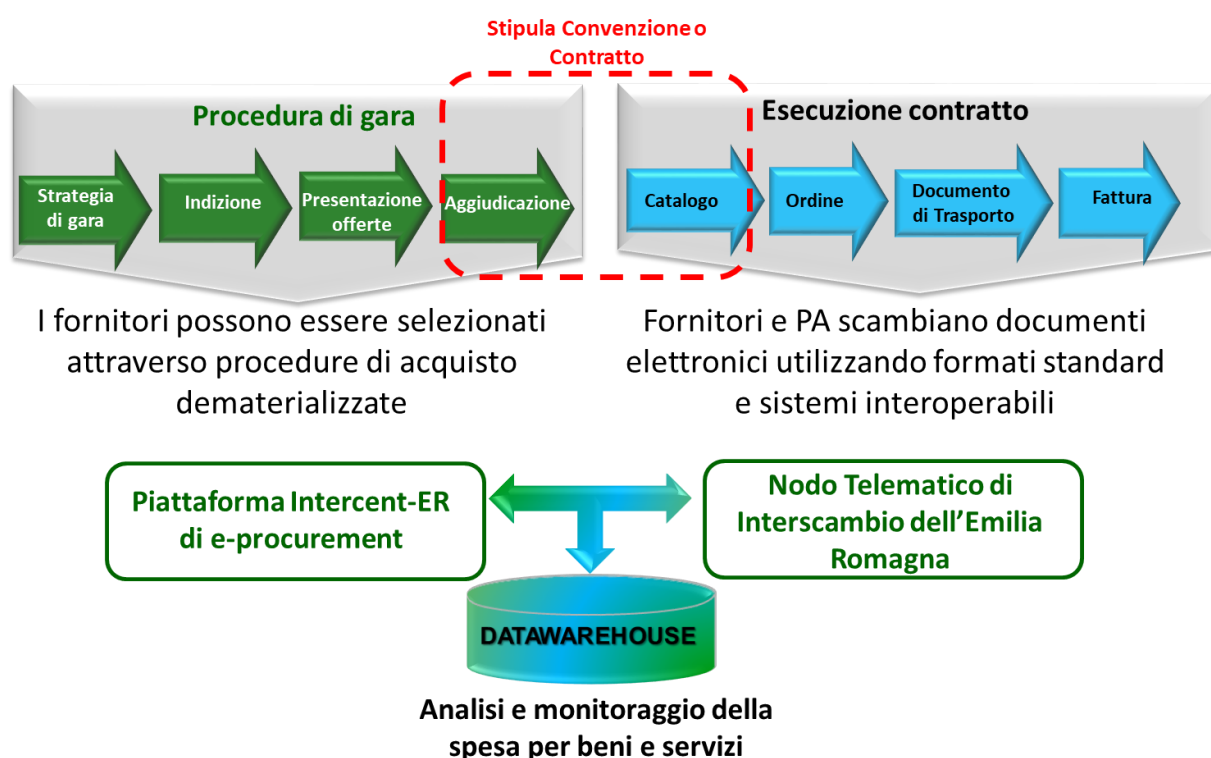 Stipula Convenzione o
Contratto
Procedura di gara
Strategia
di gara
Indizione
Presentazione
offerte
Aggiudicazione
Esecuzione contratto
Catalogo
Ordine
Documento
di Trasporto
Fattura
I fornitori possono essere selezionati
attraverso procedure di acquisto
dematerializzate
Fornitori e PA scambiano documenti
elettronici utilizzando formati standard
e sistemi interoperabili
Piattaforma Intercent-ER
di e-procurement
Nodo Telematico di
Interscambio dell'Emilia
Romagna
DATAWAREHOUSE
Analisi e monitoraggio della
spesa per beni e servizi